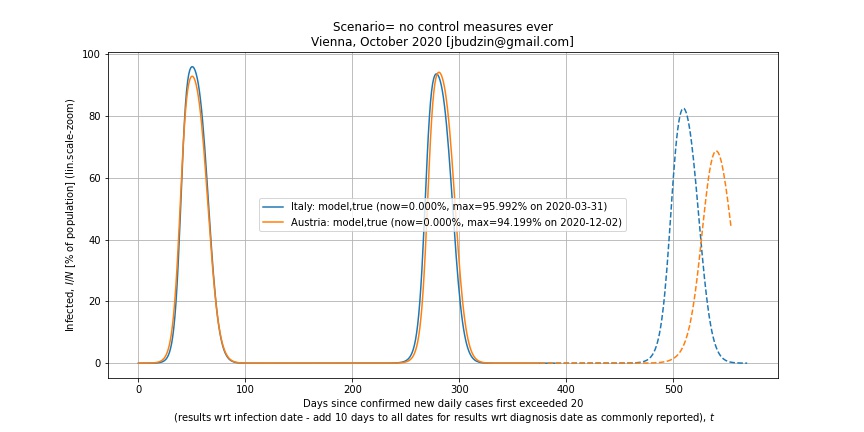 Scenario= no control measures ever
Vienna, October 2020 [jbudzin@gmail.com]
Infected, I/N [% of population] (lin.scale-zoom)
100
80
60
40
20
0
Italy: model,true (now=0.000%, max=95.992% on 2020-03-31)
Austria: model,true (now=0.000%, max=94.199% on 2020-12-02)
0 100 200 300 400 500
Days since confirmed new daily cases first exceeded 20
(results wrt infection date - add 10 days to all dates for results wrt diagnosis date as commonly reported), t